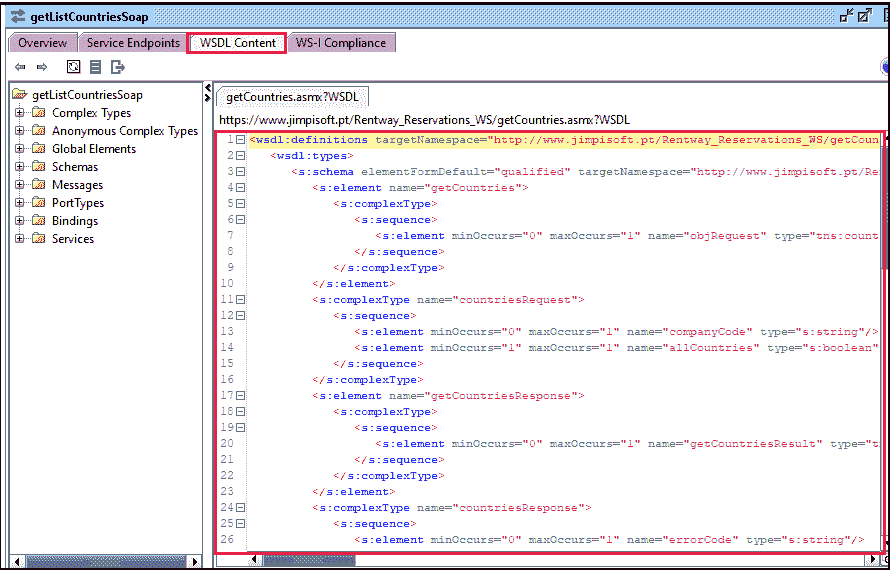 getListCountriesSoap
Overview Service Endpoints WSDL Content WS-I Compliance
getListCountriesSoap
Complex Types
Anonymous Complex Types
Global Elements
Schemas
Messages
PortTypes
Bindings
Services
getCountries.asmx?WSDL
https://www.jimpisoft.pt/Rentway_Reservations_WS/getCountries.asmx?WSDL
1 <wsdl:definitions targetNamespace="http://www.jimpisoft.pt/Rentway_Reservations_WS/getCoun
2 <wsdl:types>
3 <s:schema elementFormDefault="qualified" targetNamespace="http://www.jimpisoft.pt/Re
4 <s:element name="getCountries">
5 <s:complexType>
6 <s:sequence>
7 <s:element minOccurs="0" maxOccurs="1" name="objRequest" type="tns:count
8 </s:sequence>
9 </s:complexType>
10 </s:element>
11 <s:complexType name="countriesRequest">
12 <s:sequence>
13 <s:element minOccurs="0" maxOccurs="1" name="companyCode" type="s:string"/>
14 <s:element minOccurs="1" maxOccurs="1" name="allCountries" type="s:boolean"
15 </s:sequence>
16 </s:complexType>
17 <s:element name="getCountriesResponse">
18 <s:complexType>
19 <s:sequence>
20 <s:element minOccurs="0" maxOccurs="1" name="getCountriesResult" type="t
21 </s:sequence>
22 </s:complexType>
23 </s:element>
24 <s:complexType name="countriesResponse">
25 <s:sequence>
26 <s:element minOccurs="0" maxOccurs="1" name="errorCode" type="s:string"/>